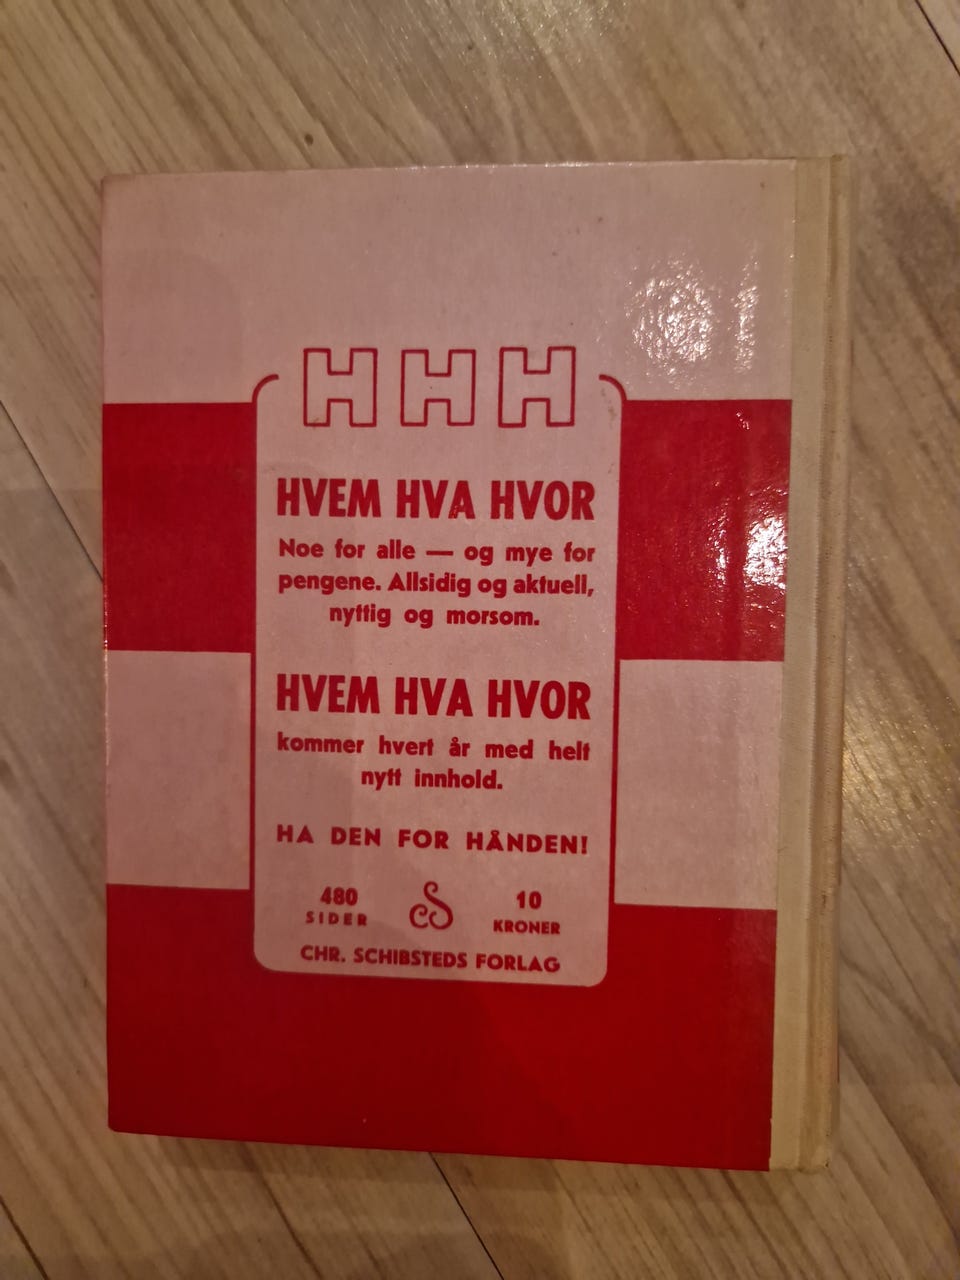 HHH
HVEM HVA HVOR
Noe for alle — og mye for
pengene. Allsidig og aktuell,
nyttig og morsom.
HVEM HVA HVOR
kommer hvert år med helt
nytt innhold.
HA DEN FOR HÅNDEN!
480
SIDER
CS
10
KRONER
CHR. SCHIBSTEDS FORLAG